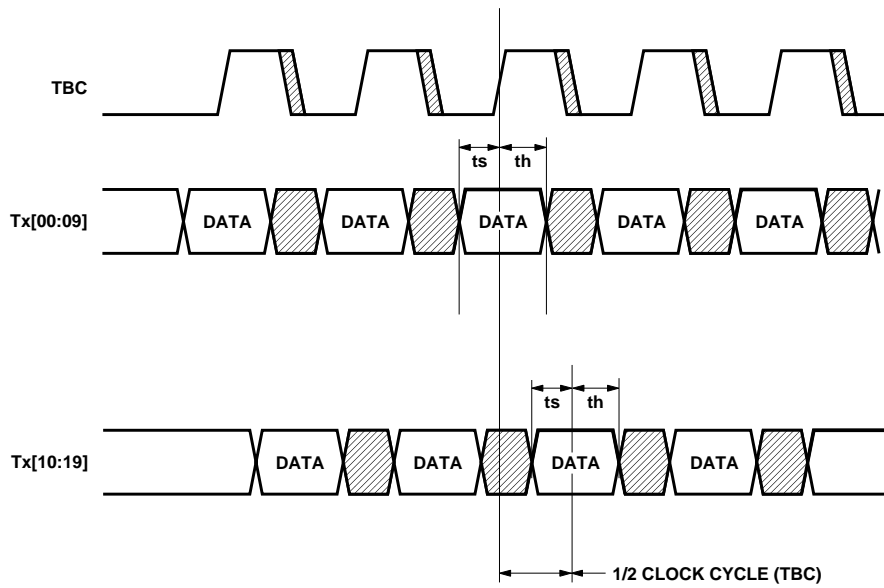 TBC
ts th
Tx[00:09] DATA DATA DATA DATA DATA
ts th
Tx[10:19] DATA DATA DATA DATA
1/2 CLOCK CYCLE (TBC)